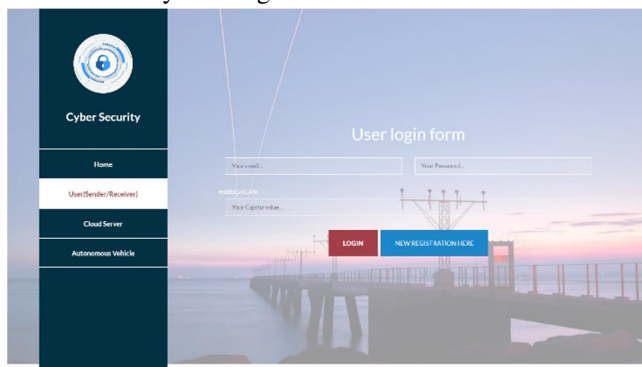 Cyber Security
Home
User(Sender/Receiver)
Cloud Server
Autonomous Vehicle
User login form
Your email..
Your Password..
Your Captha value..
LOGIN
NEW REGISTRATION HERE